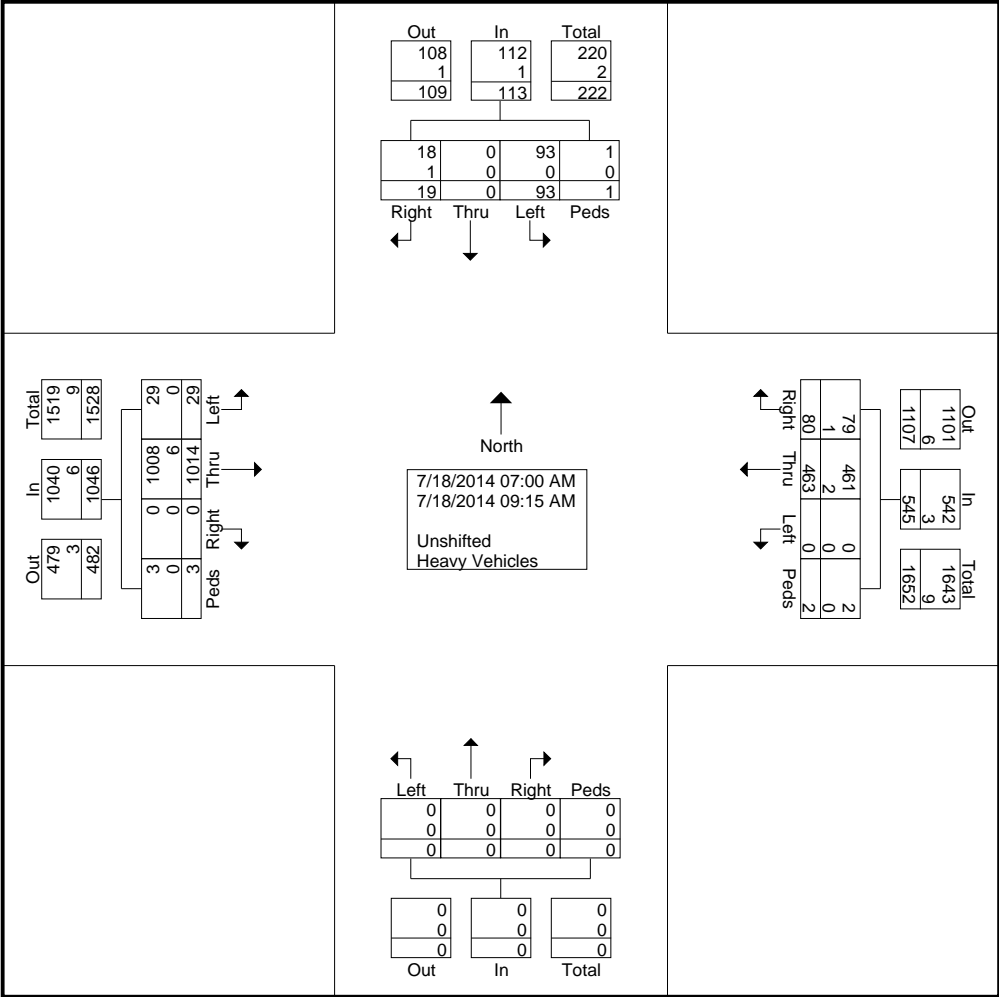 Out In Total
108 112 220
1 1 2
109 113 222
18 0 93 1
1 0 0 0
19 0 93 1
Right Thru Left Peds
Total In Out
1519 1040 479
9 6 3
1528 1046 482
29 1008 0 3
0 6 0 0
29 1014 0 3
Left Thru Right Peds
North
7/18/2014 07:00 AM
7/18/2014 09:15 AM
Unshifted
Heavy Vehicles
Right Thru Left Peds
80 463 0 2
1 2 0 0
79 461 0 2
Out In Total
1101 542 1643
6 3 9
1107 545 1652
Left Thru Right Peds
0 0 0 0
0 0 0 0
0 0 0 0
0 0 0
0 0 0
0 0 0
Out In Total